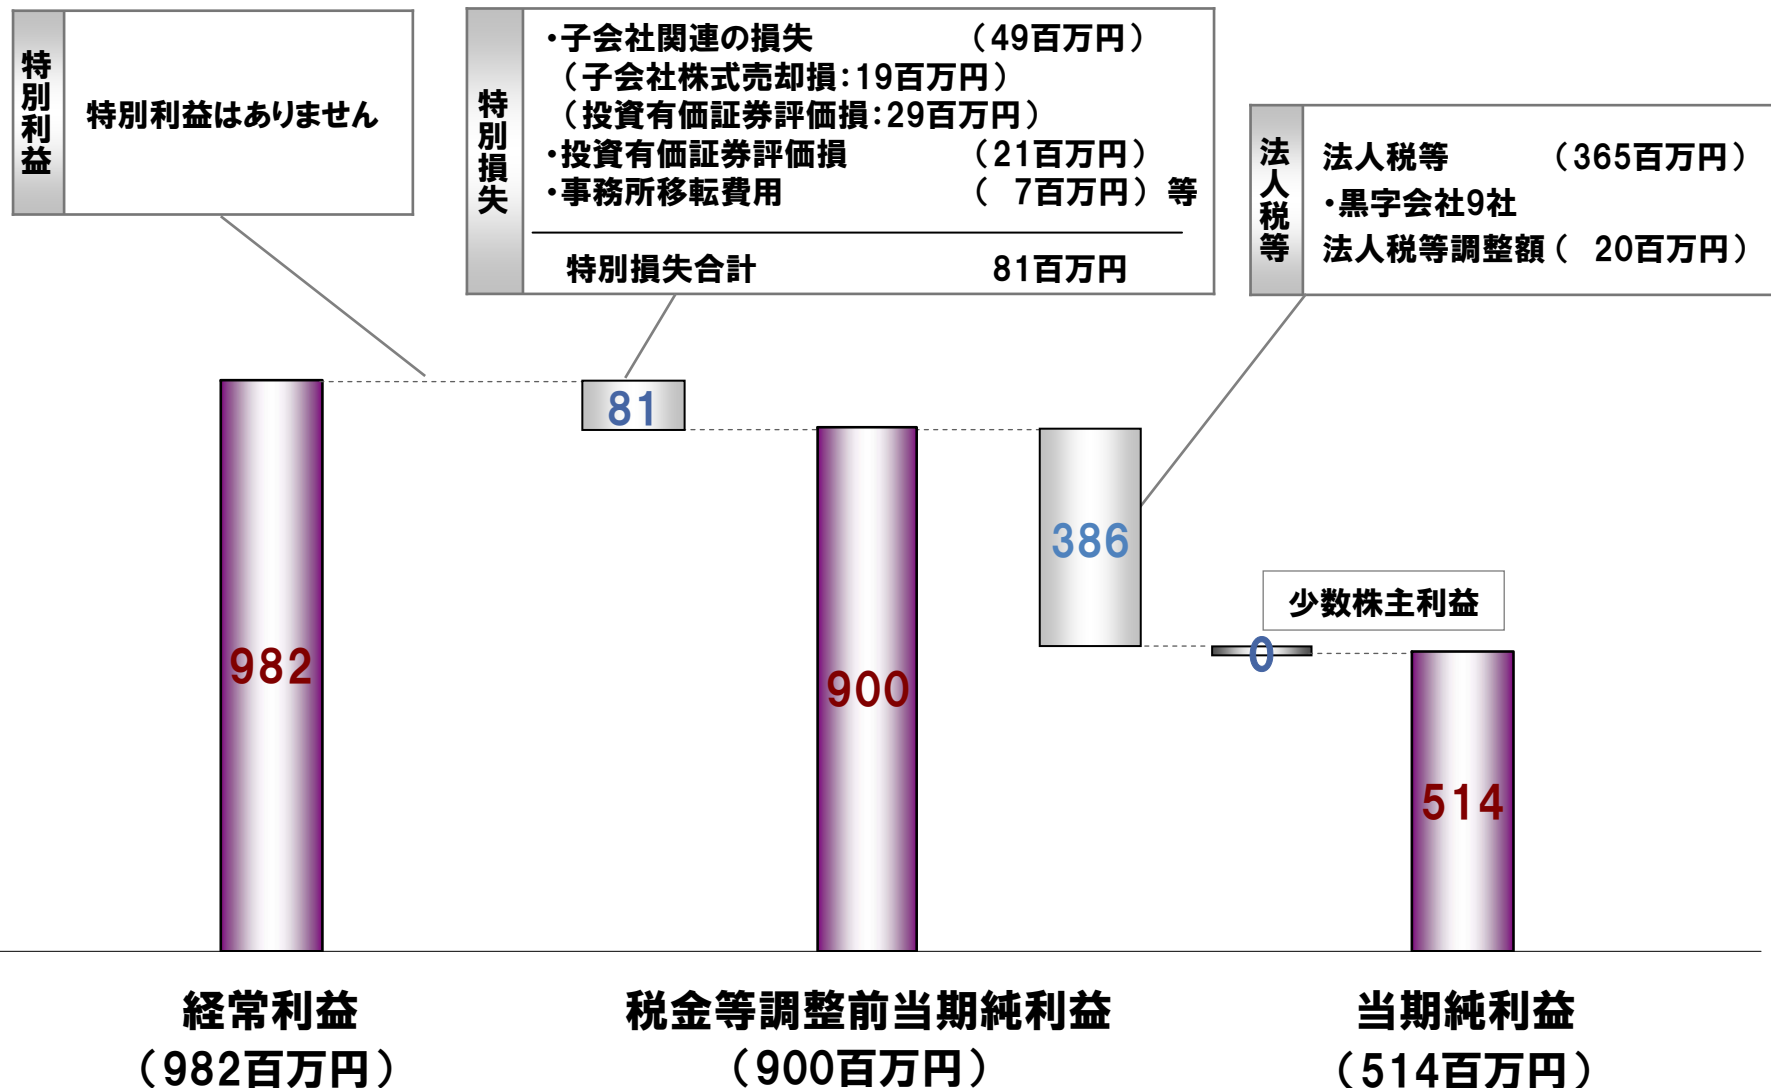 特別利益
特別利益はありません
特別損失
・子会社関連の損失 （49百万円）
（子会社株式売却損：19百万円）
（投資有価証券評価損：29百万円）
・投資有価証券評価損 （21百万円）
・事務所移転費用 （ 7百万円）等
特別損失合計 81百万円
法人税等
法人税等 （365百万円）
・黒字会社9社
法人税等調整額（ 20百万円）
81
386
少数株主利益
0
982
900
514
経常利益
（982百万円）
税金等調整前当期純利益
（900百万円）
当期純利益
（514百万円）